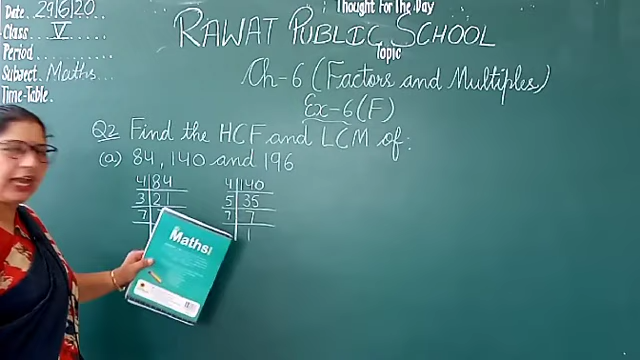 Date 29/6/20
Thought For The Day
Class V
RAWAT PUBLIC SCHOOL
Period
Topic
Subject Maths
Ch-6 (Factors and Multiples)
Time-Table
Ex-6(F)
Q2 Find the HCF and LCM of:
(a) 84, 140 and 196
4 84 4 140
3 21 5 35
7 7 7
1
Maths